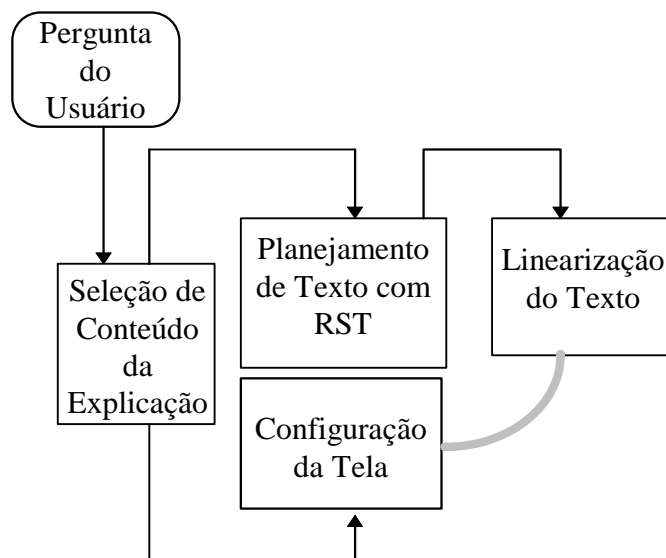 Pergunta
do
Usuário
Seleção de
Conteúdo
da
Explicação
Planejamento
de Texto com
RST
Linearização
do Texto
Configuração
da Tela